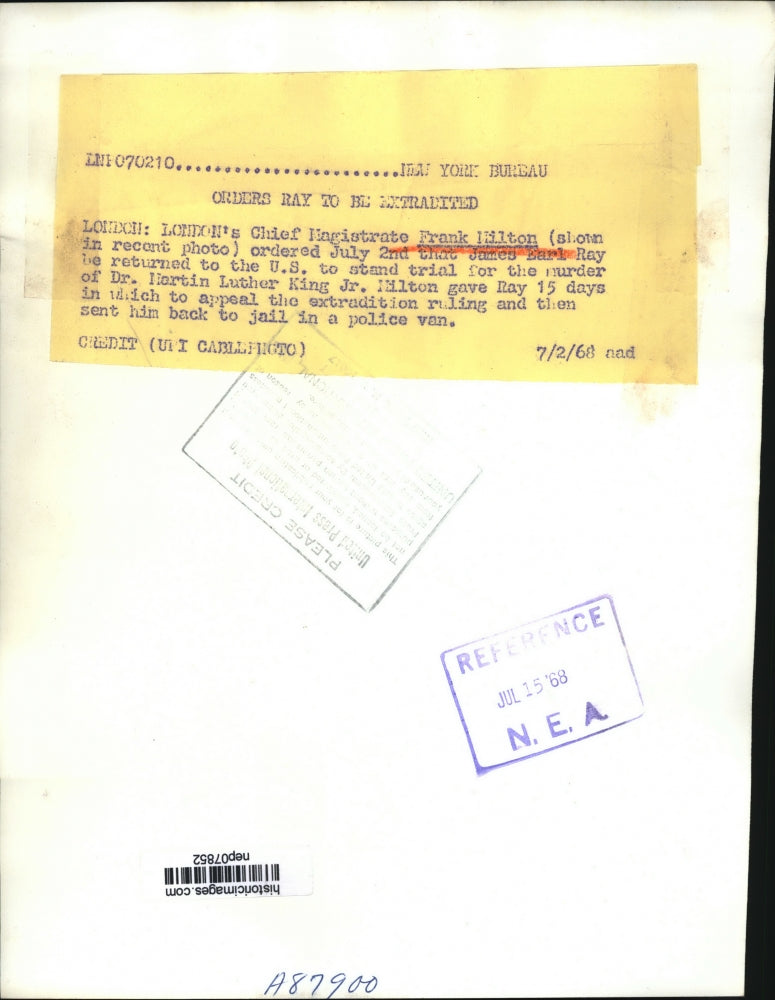 LNP070210.........................NEW YORK BUREAU
ORDERS RAY TO BE EXTRADITED
LONDON: LONDON's Chief Magistrate Frank Milton (shown
in recent photo) ordered July 2nd that James Earl Ray
be returned to the U.S. to stand trial for the murder
of Dr. Martin Luther King Jr. Milton gave Ray 15 days
in which to appeal the extradition ruling and then
sent him back to jail in a police van.
CREDIT (UPI CABLEPHOTO)
7/2/68 aad
PLEASE CREDIT
United Press International Photo
REFERENCE
JUL 15 '68
N. E. A.
historicimages.com
nep07852
A87900